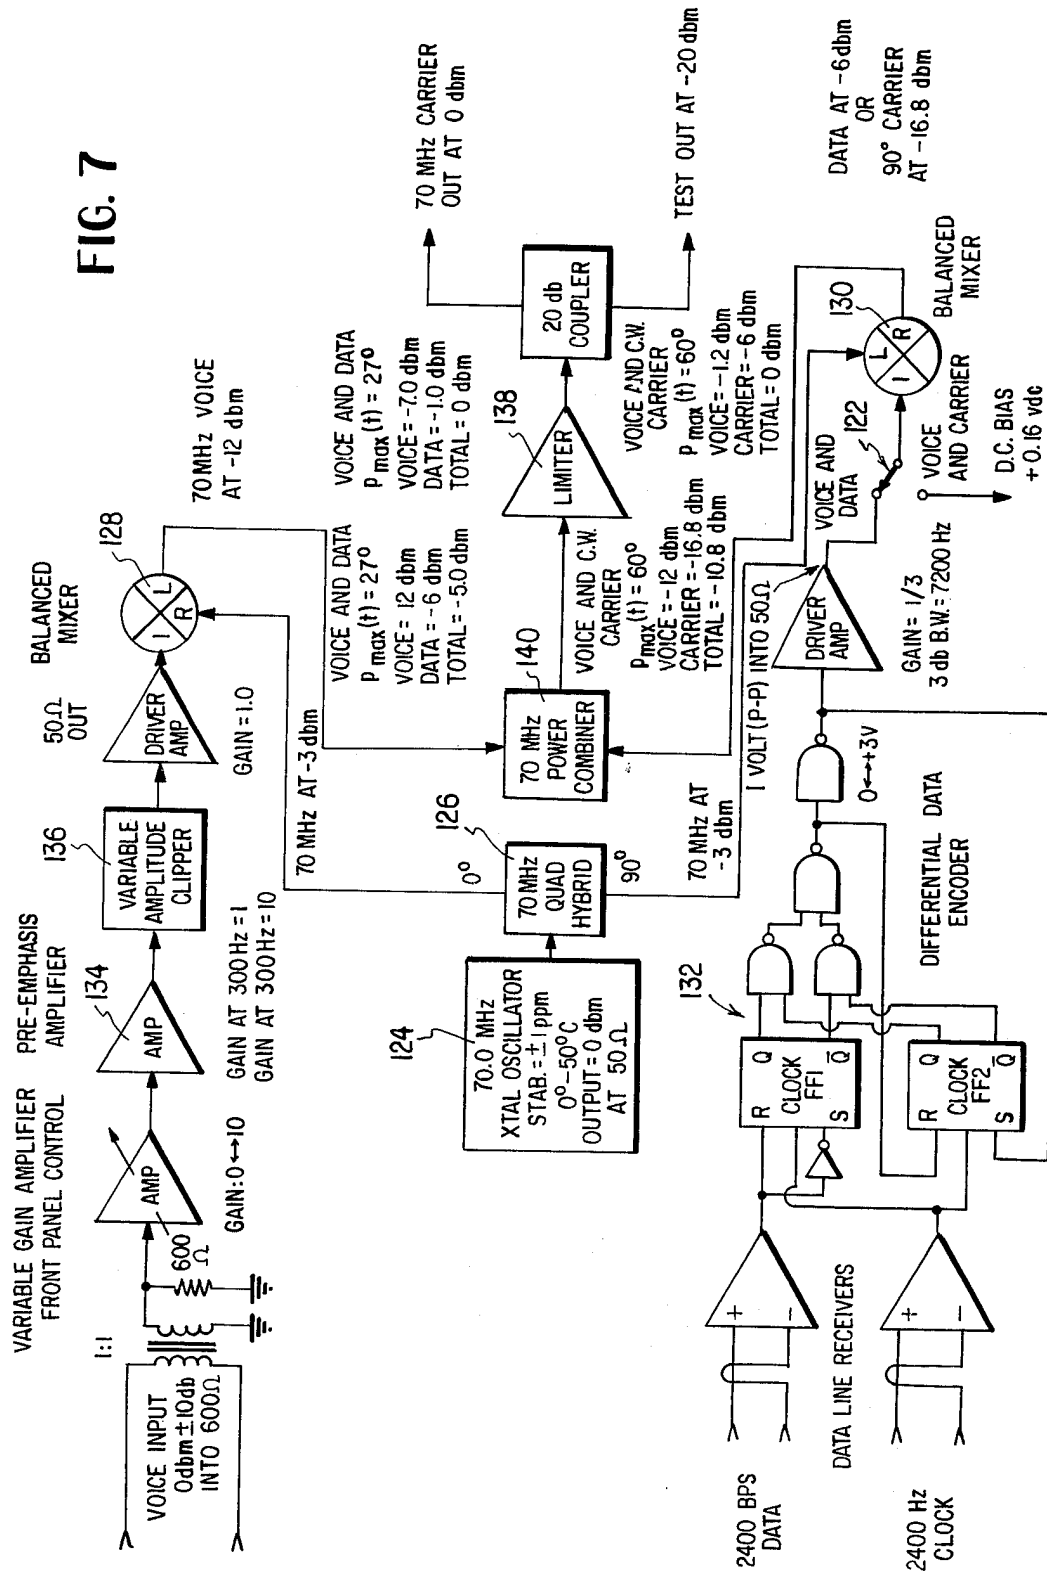 FIG. 7
VARIABLE GAIN AMPLIFIER
FRONT PANEL CONTROL
PRE-EMPHASIS
AMPLIFIER
1:1
VOICE INPUT
0dbm±10db
INTO 600Ω
600
Ω
AMP
GAIN:0↔10
134
AMP
GAIN AT 300Hz = 1
GAIN AT 300Hz = 10
136
VARIABLE
AMPLITUDE
CLIPPER
50Ω
OUT
DRIVER
AMP
GAIN = 1.0
BALANCED
MIXER
128
I
L
R
70MHz VOICE
AT -12 dbm
70 MHz AT -3 dbm
0°
124
70.0 MHz
XTAL OSCILLATOR
STAB. = ±1 ppm
0°-50°C
OUTPUT = 0 dbm
AT 50Ω
126
70MHz
QUAD
HYBRID
90°
70 MHz AT
-3 dbm
140
70 MHz
POWER
COMBINER
VOICE AND DATA
Pmax(t) = 27°
VOICE = 12 dbm
DATA = -6 dbm
TOTAL = -5.0 dbm
VOICE AND C.W.
CARRIER
Pmax(t) = 60°
VOICE = -12 dbm
CARRIER = -16.8 dbm
TOTAL = -10.8 dbm
138
LIMITER
VOICE AND DATA
Pmax(t) = 27°
VOICE = -7.0 dbm
DATA = -1.0 dbm
TOTAL = 0 dbm
VOICE AND C.W.
CARRIER
Pmax(t) = 60°
VOICE = -1.2 dbm
CARRIER = -6 dbm
TOTAL = 0 dbm
20 db
COUPLER
70 MHz CARRIER
OUT AT 0 dbm
TEST OUT AT -20 dbm
2400 BPS
DATA
2400 Hz
CLOCK
+
-
+
-
DATA LINE RECEIVERS
132
R Q
CLOCK
FF1
S Q̅
R Q
CLOCK
FF2
S Q̅
DIFFERENTIAL DATA
ENCODER
0↔+3V
1 VOLT (P-P) INTO 50Ω
DRIVER
AMP
GAIN = 1/3
3 db B.W. = 7200 Hz
VOICE AND
DATA
122
VOICE
AND CARRIER
D.C. BIAS
+0.16 vdc
130
I
L
R
BALANCED
MIXER
DATA AT -6dbm
OR
90° CARRIER
AT -16.8 dbm